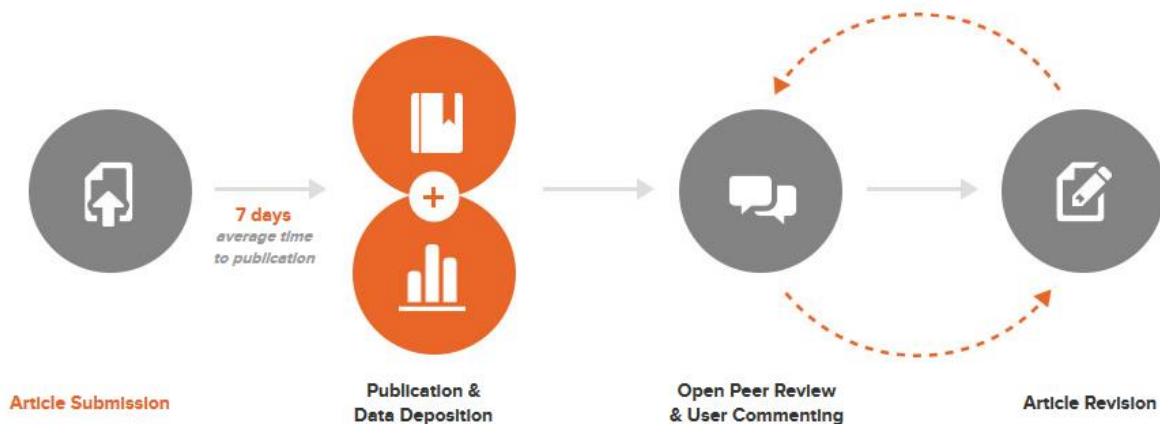 7 days
average time
to publication
Article Submission
Publication &
Data Deposition
Open Peer Review
& User Commenting
Article Revision